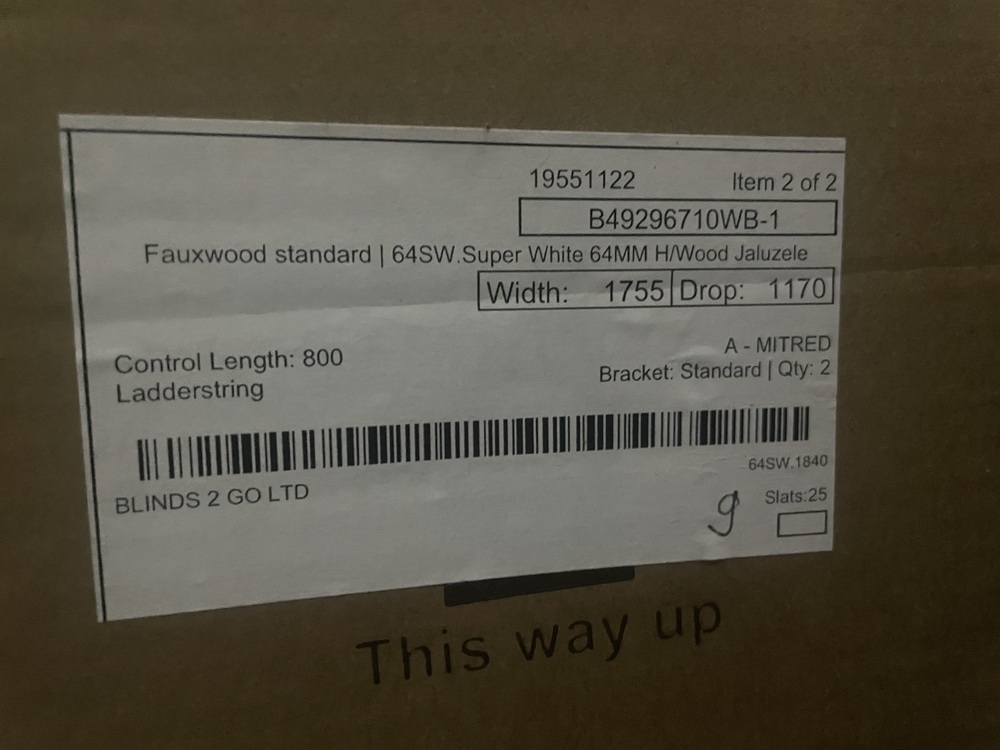 19551122 Item 2 of 2
B49296710WB-1
Fauxwood standard | 64SW.Super White 64MM H/Wood Jaluzele
Width: 1755 Drop: 1170
A - MITRED
Control Length: 800
Bracket: Standard | Qty: 2
Ladderstring
64SW.1840
BLINDS 2 GO LTD
Slats:25
g
This way up